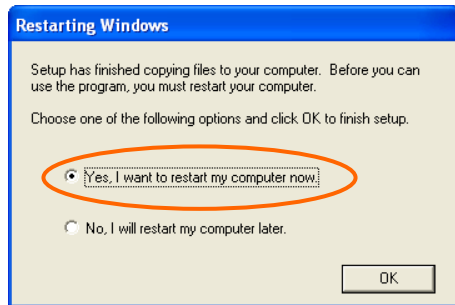 Restarting Windows
Setup has finished copying files to your computer. Before you can
use the program, you must restart your computer.
Choose one of the following options and click OK to finish setup.
Yes, I want to restart my computer now.
No, I will restart my computer later.
OK